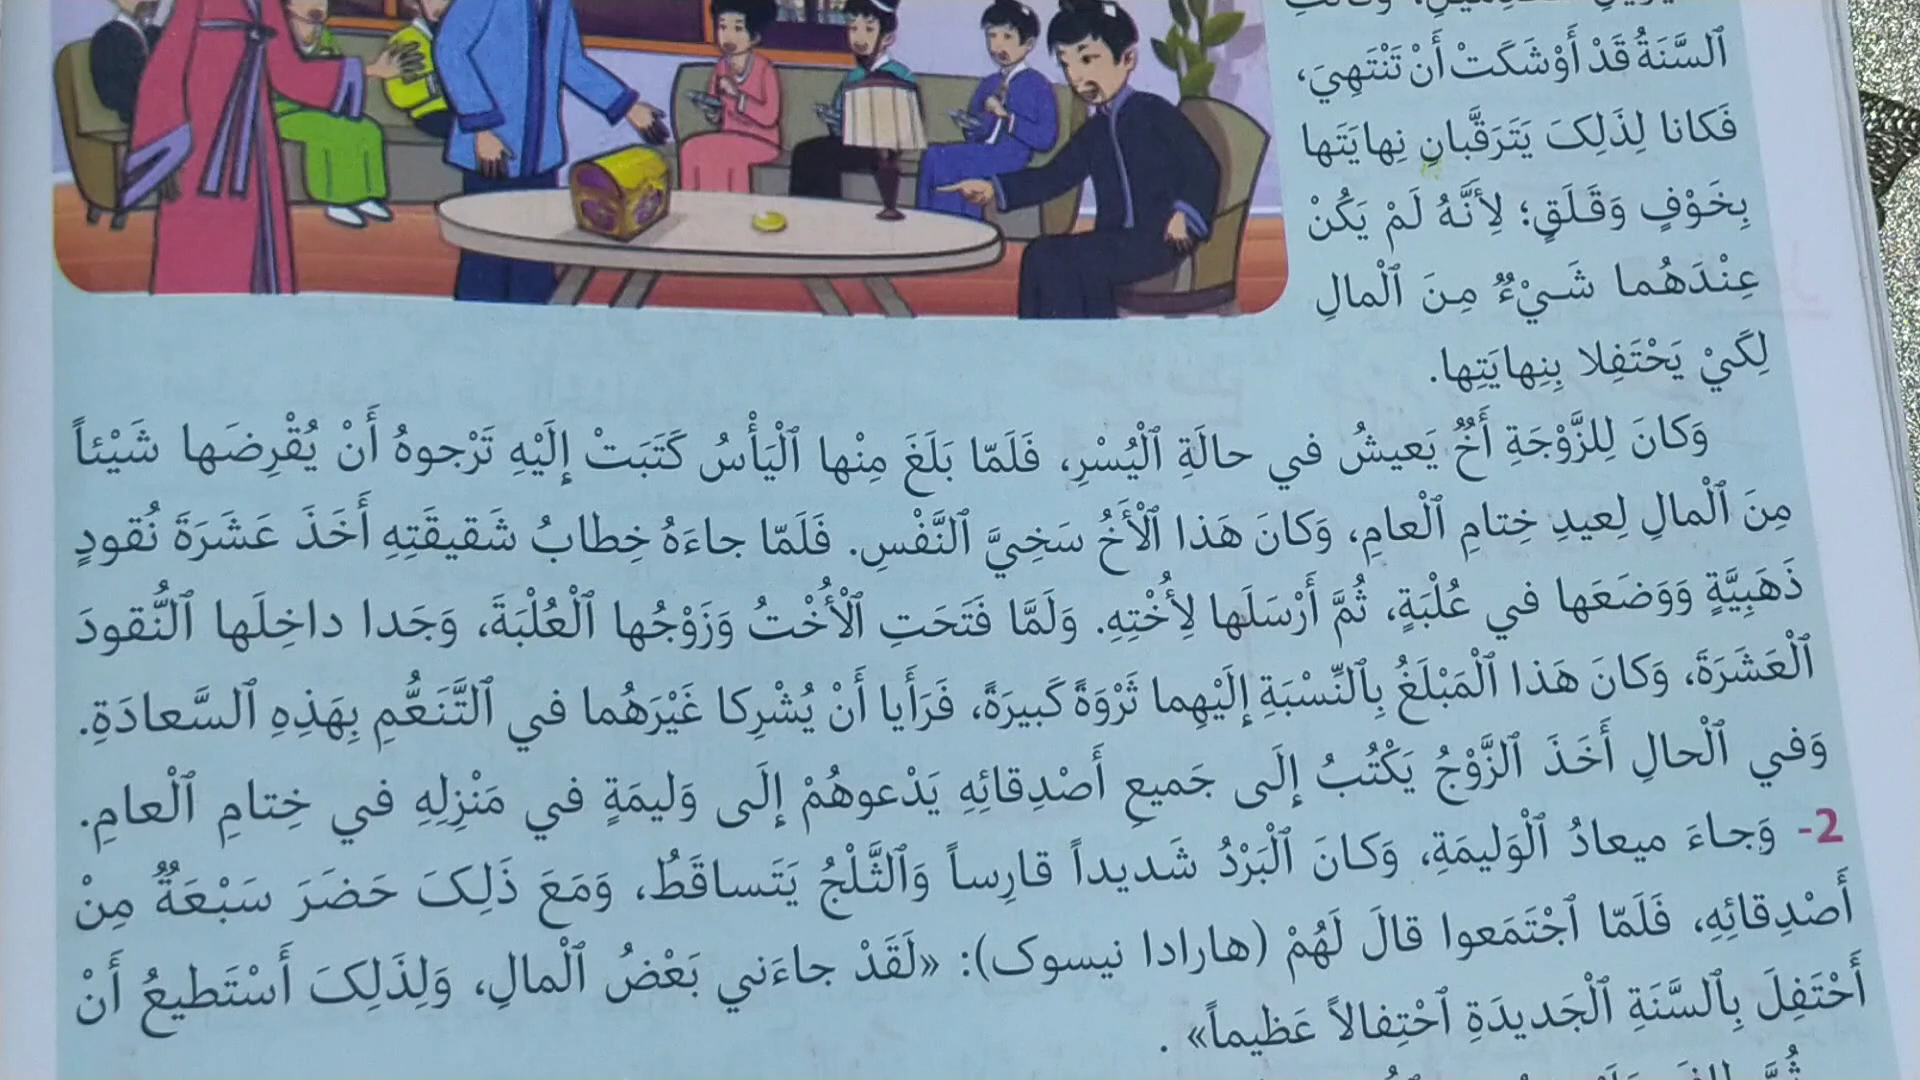 ٱلسَّنَةُ قَدْ أَوْشَكَتْ أَنْ تَنْتَهِيَ،
فَكانا لِذَلِكَ يَتَرَقَّبانِ نِهايَتَها
بِخَوْفٍ وَقَلَقٍ؛ لِأَنَّهُ لَمْ يَكُنْ
عِنْدَهُما شَيْءٌ مِنَ ٱلْمالِ
لِكَيْ يَحْتَفِلا بِنِهايَتِها.
وَكانَ لِلزَّوْجَةِ أَخٌ يَعيشُ في حالَةِ ٱلْيُسْرِ، فَلَمّا بَلَغَ مِنْها ٱلْيَأْسُ كَتَبَتْ إِلَيْهِ تَرْجوهُ أَنْ يُقْرِضَها شَيْئاً
مِنَ ٱلْمالِ لِعيدِ خِتامِ ٱلْعامِ، وَكانَ هَذا ٱلْأَخُ سَخِيَّ ٱلنَّفْسِ. فَلَمّا جاءَهُ خِطابُ شَقيقَتِهِ أَخَذَ عَشَرَةَ نُقودٍ
ذَهَبِيَّةٍ وَوَضَعَها في عُلْبَةٍ، ثُمَّ أَرْسَلَها لِأُخْتِهِ. وَلَمَّا فَتَحَتِ ٱلْأُخْتُ وَزَوْجُها ٱلْعُلْبَةَ، وَجَدا داخِلَها ٱلنُّقودَ
ٱلْعَشَرَةَ، وَكانَ هَذا ٱلْمَبْلَغُ بِٱلنِّسْبَةِ إِلَيْهِما ثَرْوَةً كَبيرَةً، فَرَأَيا أَنْ يُشْرِكا غَيْرَهُما في ٱلتَّنَعُّمِ بِهَذِهِ ٱلسَّعادَةِ.
وَفي ٱلْحالِ أَخَذَ ٱلزَّوْجُ يَكْتُبُ إِلَى جَميعِ أَصْدِقائِهِ يَدْعوهُمْ إِلَى وَليمَةٍ في مَنْزِلِهِ في خِتامِ ٱلْعامِ.
2- وَجاءَ ميعادُ ٱلْوَليمَةِ، وَكانَ ٱلْبَرْدُ شَديداً قارِساً وَٱلثَّلْجُ يَتَساقَطُ، وَمَعَ ذَلِكَ حَضَرَ سَبْعَةٌ مِنْ
أَصْدِقائِهِ، فَلَمّا ٱجْتَمَعوا قالَ لَهُمْ (هارادا نيسوك): «لَقَدْ جاءَني بَعْضُ ٱلْمالِ، وَلِذَلِكَ أَسْتَطيعُ أَنْ
أَحْتَفِلَ بِٱلسَّنَةِ ٱلْجَديدَةِ ٱحْتِفالاً عَظيماً» .